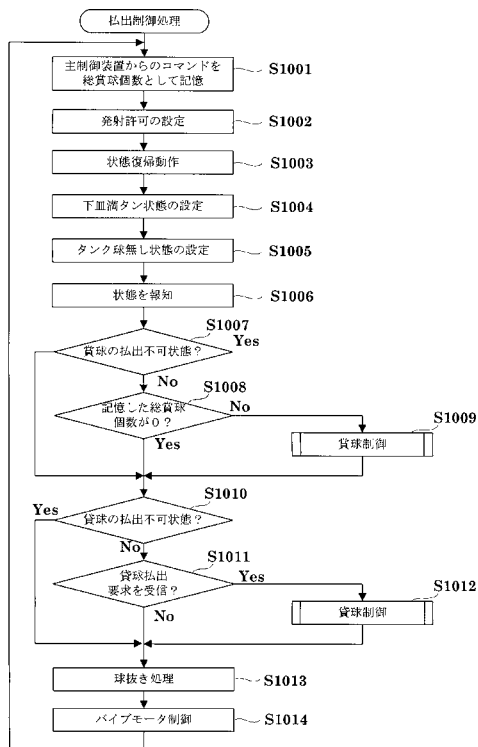 払出制御処理
主制御装置からのコマンドを
総賞球個数として記憶
S1001
発射許可の設定
S1002
状態復帰動作
S1003
下皿満タン状態の設定
S1004
タンク球無し状態の設定
S1005
状態を報知
S1006
S1007
賞球の払出不可状態?
Yes
No
S1008
記憶した総賞球
個数が0?
No
Yes
S1009
賞球制御
S1010
Yes
貸球の払出不可状態?
No
S1011
貸球払出
要求を受信?
Yes
No
S1012
貸球制御
球抜き処理
S1013
バイブモータ制御
S1014